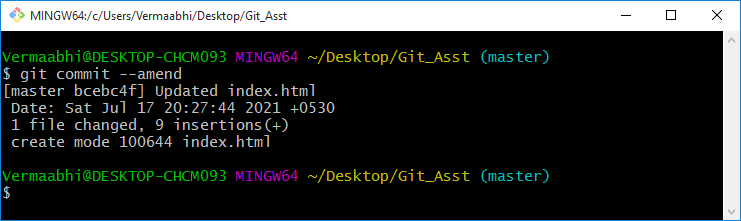 MINGW64:/c/Users/Vermaabhi/Desktop/Git_Asst
Vermaabhi@DESKTOP-CHCM093 MINGW64 ~/Desktop/Git_Asst (master)
$ git commit --amend
[master bcebc4f] Updated index.html
Date: Sat Jul 17 20:27:44 2021 +0530
1 file changed, 9 insertions(+)
create mode 100644 index.html
Vermaabhi@DESKTOP-CHCM093 MINGW64 ~/Desktop/Git_Asst (master)
$